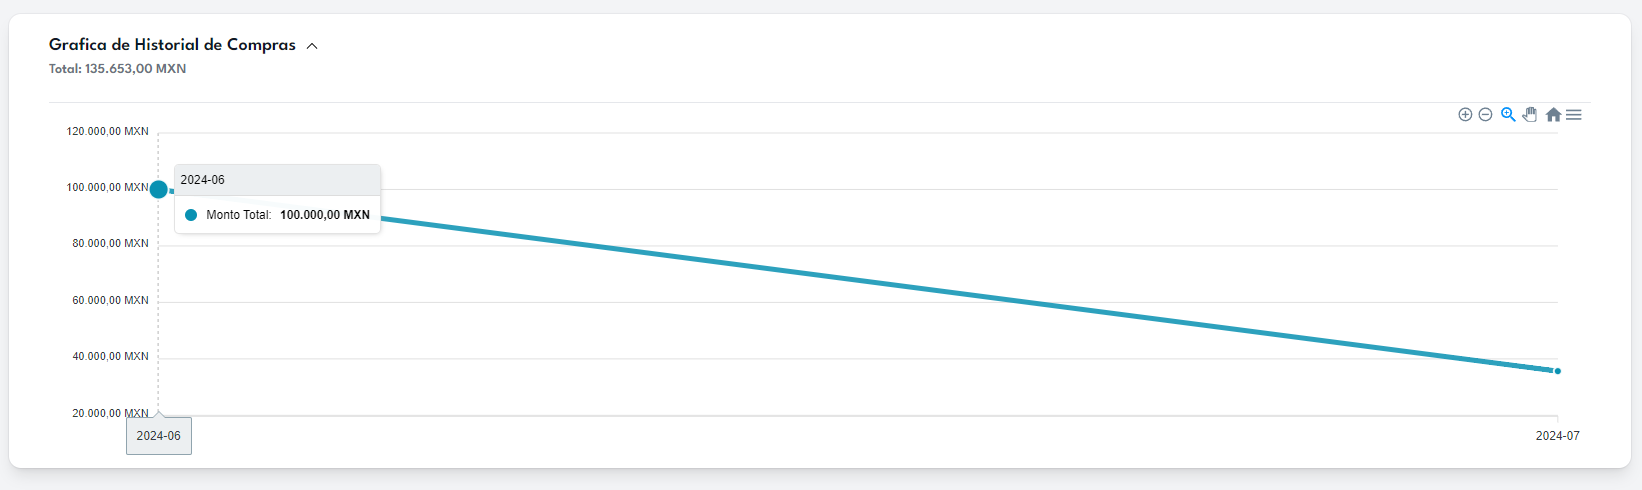 Grafica de Historial de Compras
Total: 135.653,00 MXN
120.000,00 MXN
100.000,00 MXN
80.000,00 MXN
60.000,00 MXN
40.000,00 MXN
20.000,00 MXN
2024-06
Monto Total: 100.000,00 MXN
2024-06
2024-07